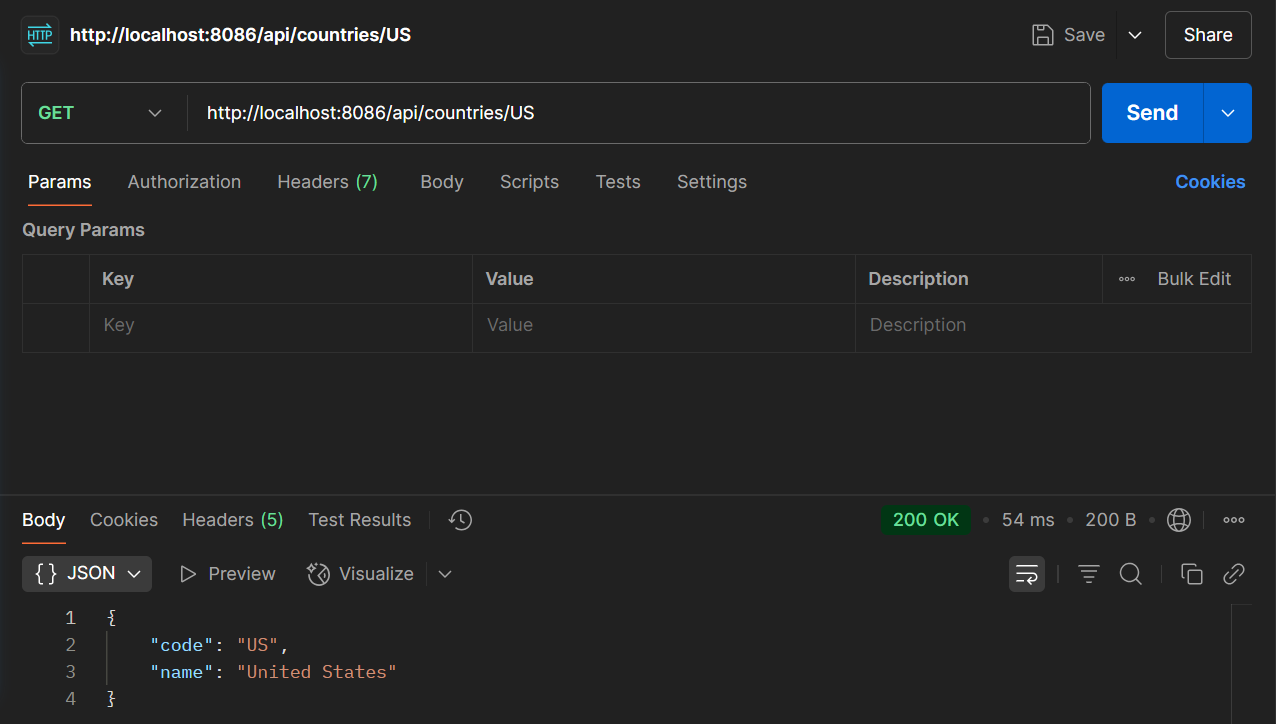 HTTP http://localhost:8086/api/countries/US Save Share
GET http://localhost:8086/api/countries/US Send
Params Authorization Headers (7) Body Scripts Tests Settings Cookies
Query Params
Key Value Description Bulk Edit
Key Value Description
Body Cookies Headers (5) Test Results 200 OK 54 ms 200 B
{} JSON Preview Visualize
1 {
2 "code": "US",
3 "name": "United States"
4 }